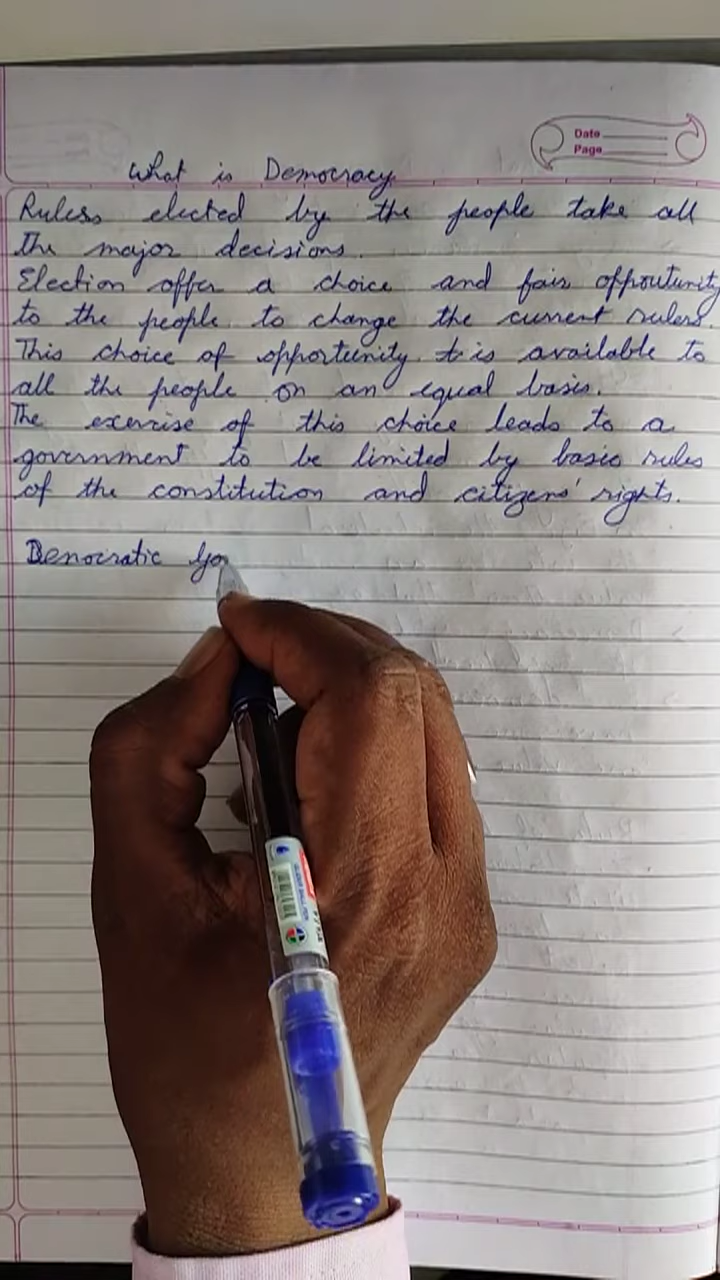 Date
Page
What is Democracy
Rulers elected by the people take all
the major decisions.
Election offer a choice and fair opportunity
to the people to change the current rulers.
This choice of opportunity is available to
all the people on an equal basis.
The exercise of this choice leads to a
government to be limited by basic rules
of the constitution and citizens' rights.
Democratic Go